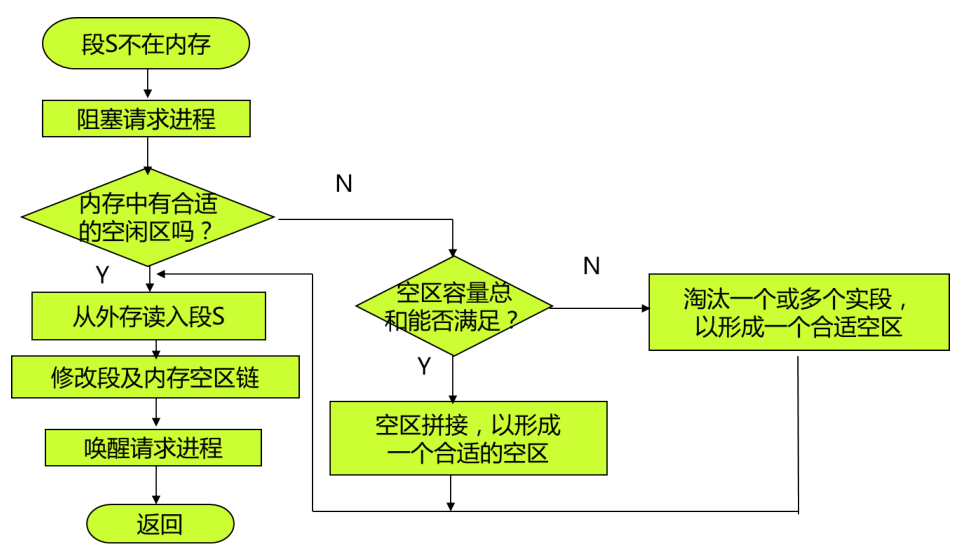 段S不在内存
阻塞请求进程
内存中有合适
的空闲区吗？
N
Y
从外存读入段S
修改段及内存空区链
唤醒请求进程
返回
空区容量总
和能否满足？
N
Y
淘汰一个或多个实段，
以形成一个合适空区
空区拼接，以形成
一个合适的空区